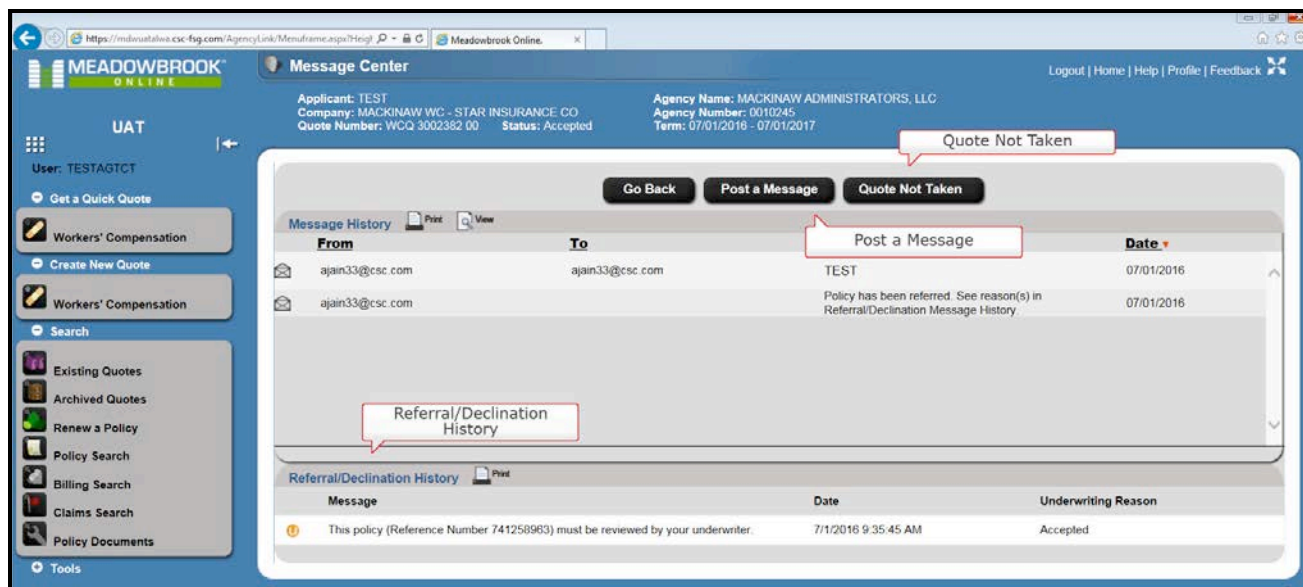 https://mdwuatalwa.csc-fsg.com/AgencyLink/Menuframe.aspx?Heigl
Meadowbrook Online.
MEADOWBROOK
ONLINE
Message Center
Logout | Home | Help | Profile | Feedback
Applicant: TEST
Company: MACKINAW WC - STAR INSURANCE CO
Quote Number: WCQ 3002382 00 Status: Accepted
Agency Name: MACKINAW ADMINISTRATORS, LLC
Agency Number: 0010245
Term: 07/01/2016 - 07/01/2017
UAT
User: TESTAGTCT
Get a Quick Quote
Workers' Compensation
Create New Quote
Workers' Compensation
Search
Existing Quotes
Archived Quotes
Renew a Policy
Policy Search
Billing Search
Claims Search
Policy Documents
Tools
Quote Not Taken
Go Back Post a Message Quote Not Taken
Message History Print View
Post a Message
From To Date
ajain33@csc.com ajain33@csc.com TEST 07/01/2016
ajain33@csc.com Policy has been referred. See reason(s) in 07/01/2016
Referral/Declination Message History.
Referral/Declination
History
Referral/Declination History Print
Message Date Underwriting Reason
This policy (Reference Number 741258963) must be reviewed by your underwriter. 7/1/2016 9:35:45 AM Accepted